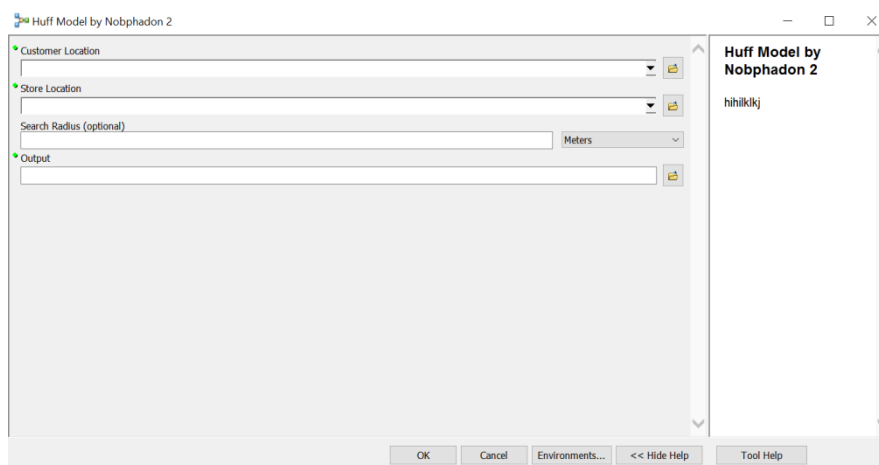 Huff Model by Nobphadon 2
Customer Location
Store Location
Search Radius (optional)
Meters
Output
Huff Model by
Nobphadon 2
hihilklkj
OK
Cancel
Environments...
<< Hide Help
Tool Help